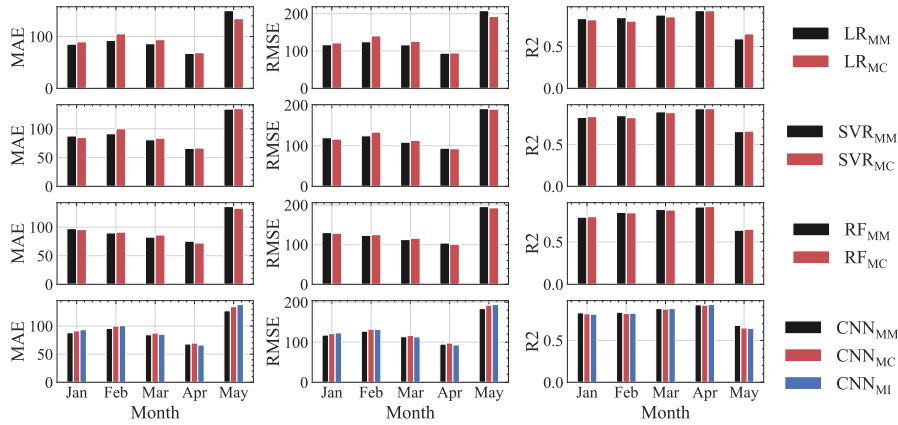 MAE
100
0
RMSE
200
100
0
R2
0.5
LR_MM
LR_MC
MAE
100
50
0
RMSE
200
100
0
R2
0.5
0.0
SVR_MM
SVR_MC
MAE
100
50
0
RMSE
200
100
0
R2
0.5
0.0
RF_MM
RF_MC
MAE
100
50
0
RMSE
200
100
0
R2
0.5
0.0
CNN_MM
CNN_MC
CNN_MI
Jan Feb Mar Apr May
Jan Feb Mar Apr May
Jan Feb Mar Apr May
Month
Month
Month